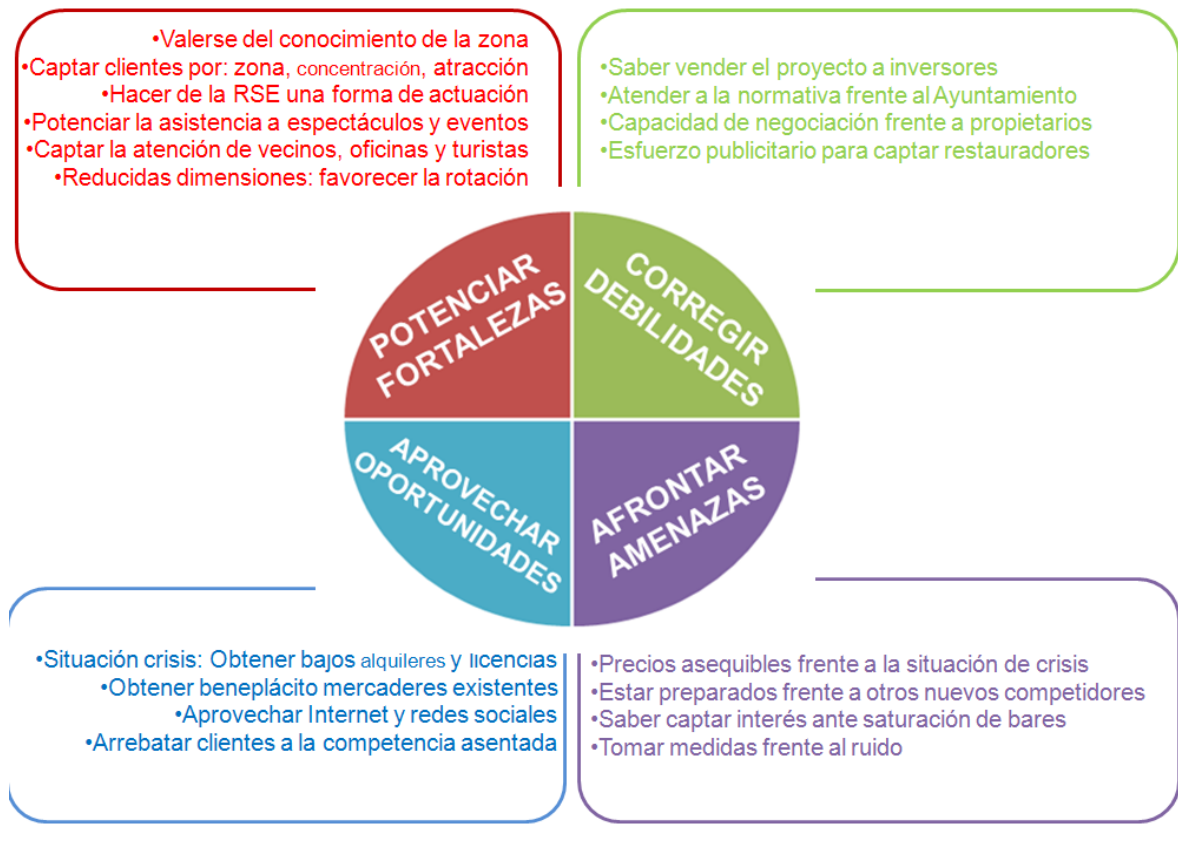 •Valerse del conocimiento de la zona
•Captar clientes por: zona, concentración, atracción
•Hacer de la RSE una forma de actuación
•Potenciar la asistencia a espectáculos y eventos
•Captar la atención de vecinos, oficinas y turistas
•Reducidas dimensiones: favorecer la rotación
•Saber vender el proyecto a inversores
•Atender a la normativa frente al Ayuntamiento
•Capacidad de negociación frente a propietarios
•Esfuerzo publicitario para captar restauradores
POTENCIAR
FORTALEZAS
CORREGIR
DEBILIDADES
APROVECHAR
OPORTUNIDADES
AFRONTAR
AMENAZAS
•Situación crisis: Obtener bajos alquileres y licencias
•Obtener beneplácito mercaderes existentes
•Aprovechar Internet y redes sociales
•Arrebatar clientes a la competencia asentada
•Precios asequibles frente a la situación de crisis
•Estar preparados frente a otros nuevos competidores
•Saber captar interés ante saturación de bares
•Tomar medidas frente al ruido